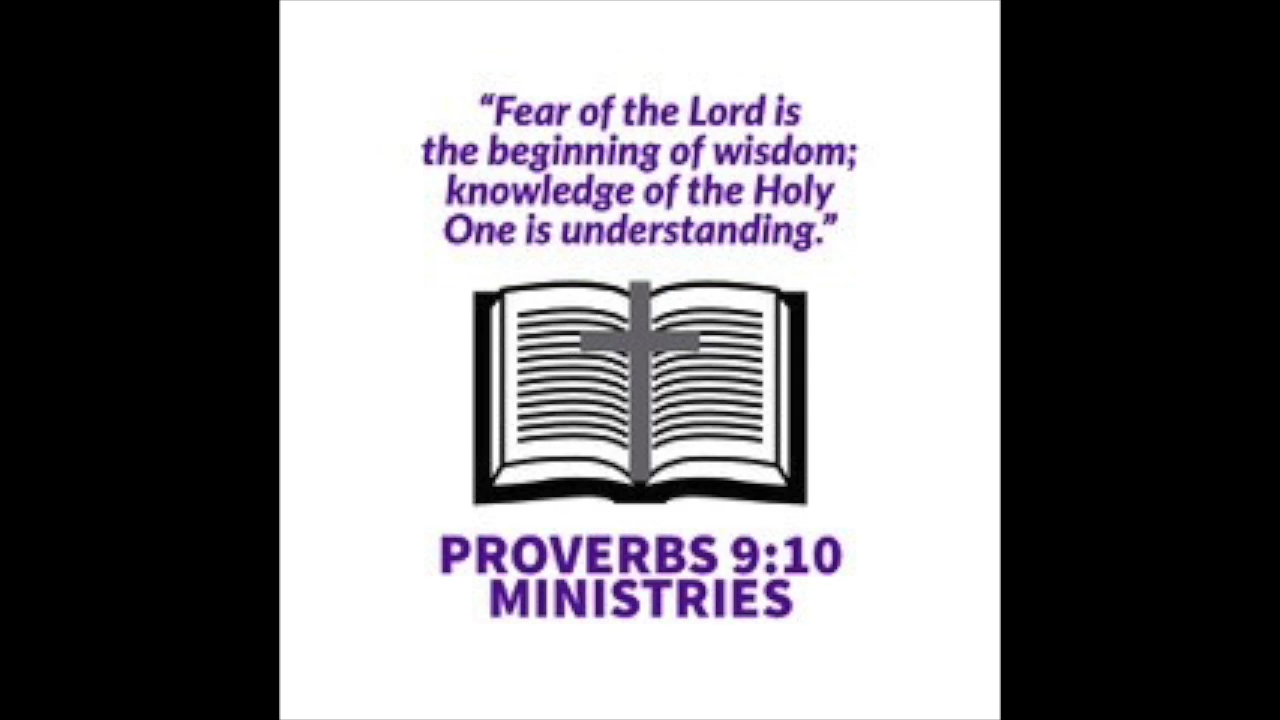 “Fear of the Lord is
the beginning of wisdom;
knowledge of the Holy
One is understanding.”
PROVERBS 9:10
MINISTRIES